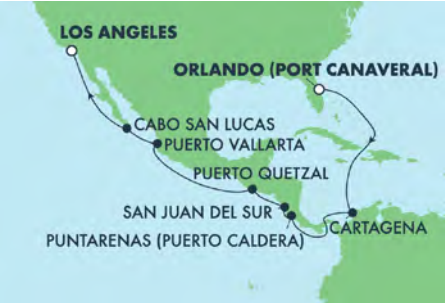 LOS ANGELES
ORLANDO (PORT CANAVERAL)
CABO SAN LUCAS
PUERTO VALLARTA
PUERTO QUETZAL
SAN JUAN DEL SUR
PUNTARENAS (PUERTO CALDERA)
CARTAGENA